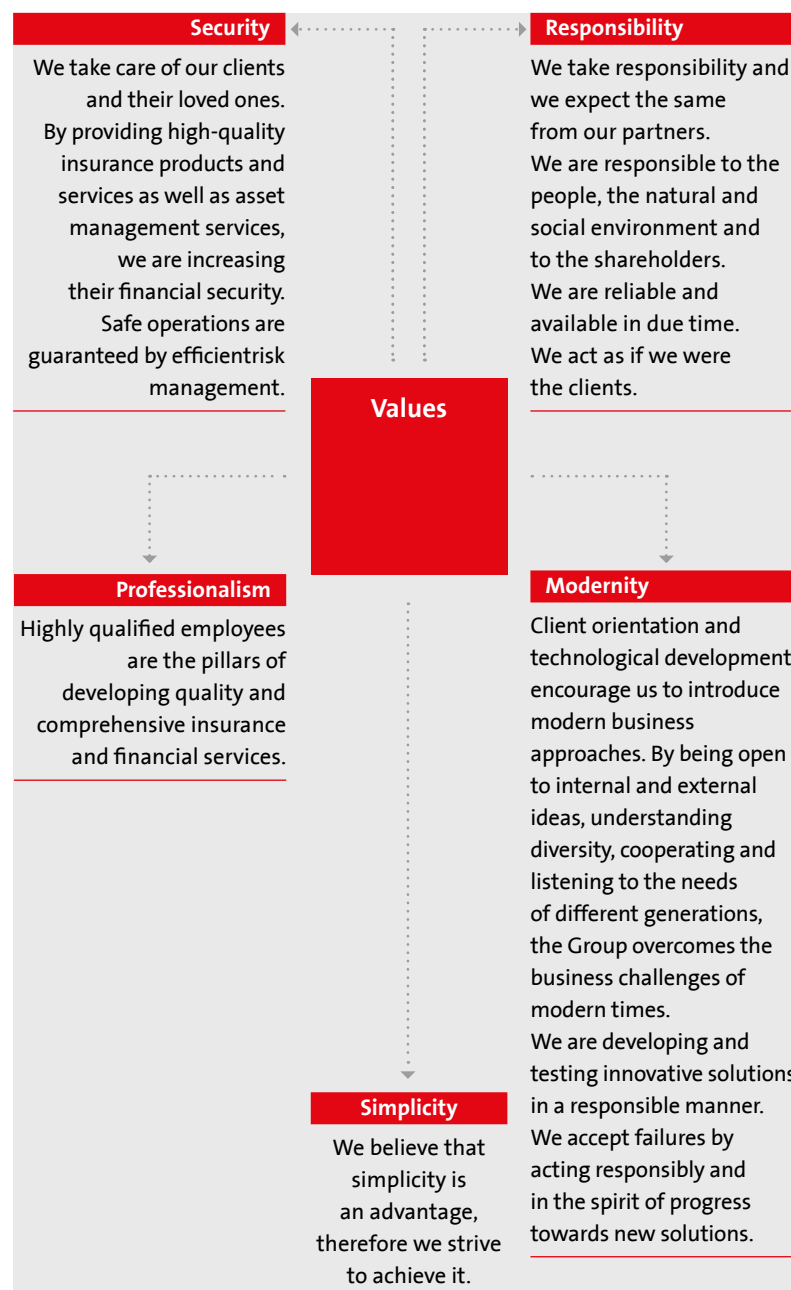 Security
We take care of our clients
and their loved ones.
By providing high-quality
insurance products and
services as well as asset
management services,
we are increasing
their financial security.
Safe operations are
guaranteed by efficientrisk
management.
Responsibility
We take responsibility and
we expect the same
from our partners.
We are responsible to the
people, the natural and
social environment and
to the shareholders.
We are reliable and
available in due time.
We act as if we were
the clients.
Values
Professionalism
Highly qualified employees
are the pillars of
developing quality and
comprehensive insurance
and financial services.
Modernity
Client orientation and
technological development
encourage us to introduce
modern business
approaches. By being open
to internal and external
ideas, understanding
diversity, cooperating and
listening to the needs
of different generations,
the Group overcomes the
business challenges of
modern times.
We are developing and
testing innovative solutions
in a responsible manner.
We accept failures by
acting responsibly and
in the spirit of progress
towards new solutions.
Simplicity
We believe that
simplicity is
an advantage,
therefore we strive
to achieve it.